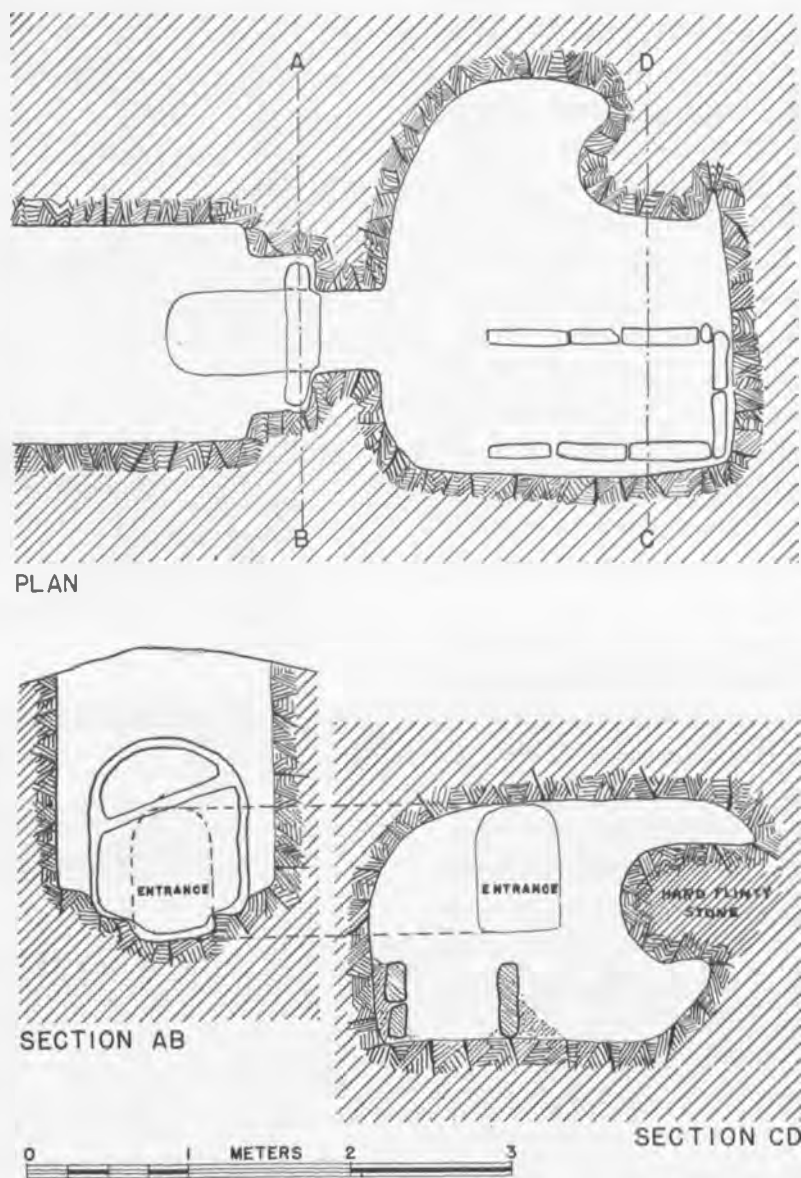 A
D
B
C
PLAN
ENTRANCE
ENTRANCE
HARD FLINTY
STONE
SECTION AB
SECTION CD
0 1 METERS 2 3